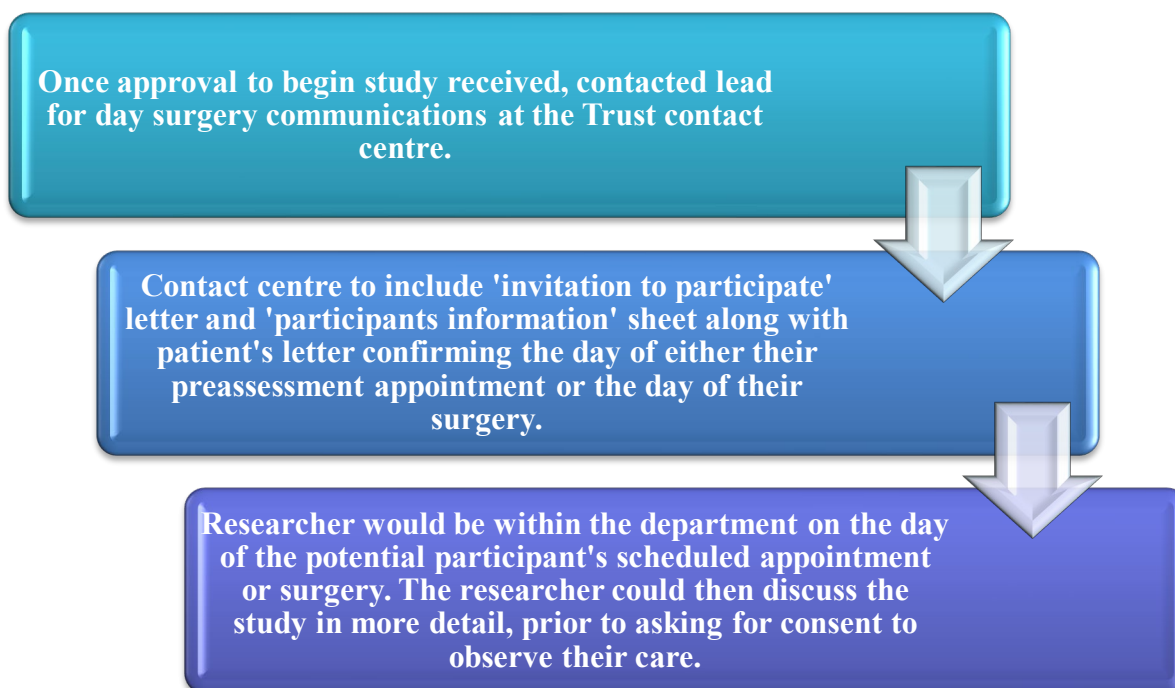 Once approval to begin study received, contacted lead
for day surgery communications at the Trust contact
centre.
Contact centre to include 'invitation to participate'
letter and 'participants information' sheet along with
patient's letter confirming the day of either their
preassessment appointment or the day of their
surgery.
Researcher would be within the department on the day
of the potential participant's scheduled appointment
or surgery. The researcher could then discuss the
study in more detail, prior to asking for consent to
observe their care.